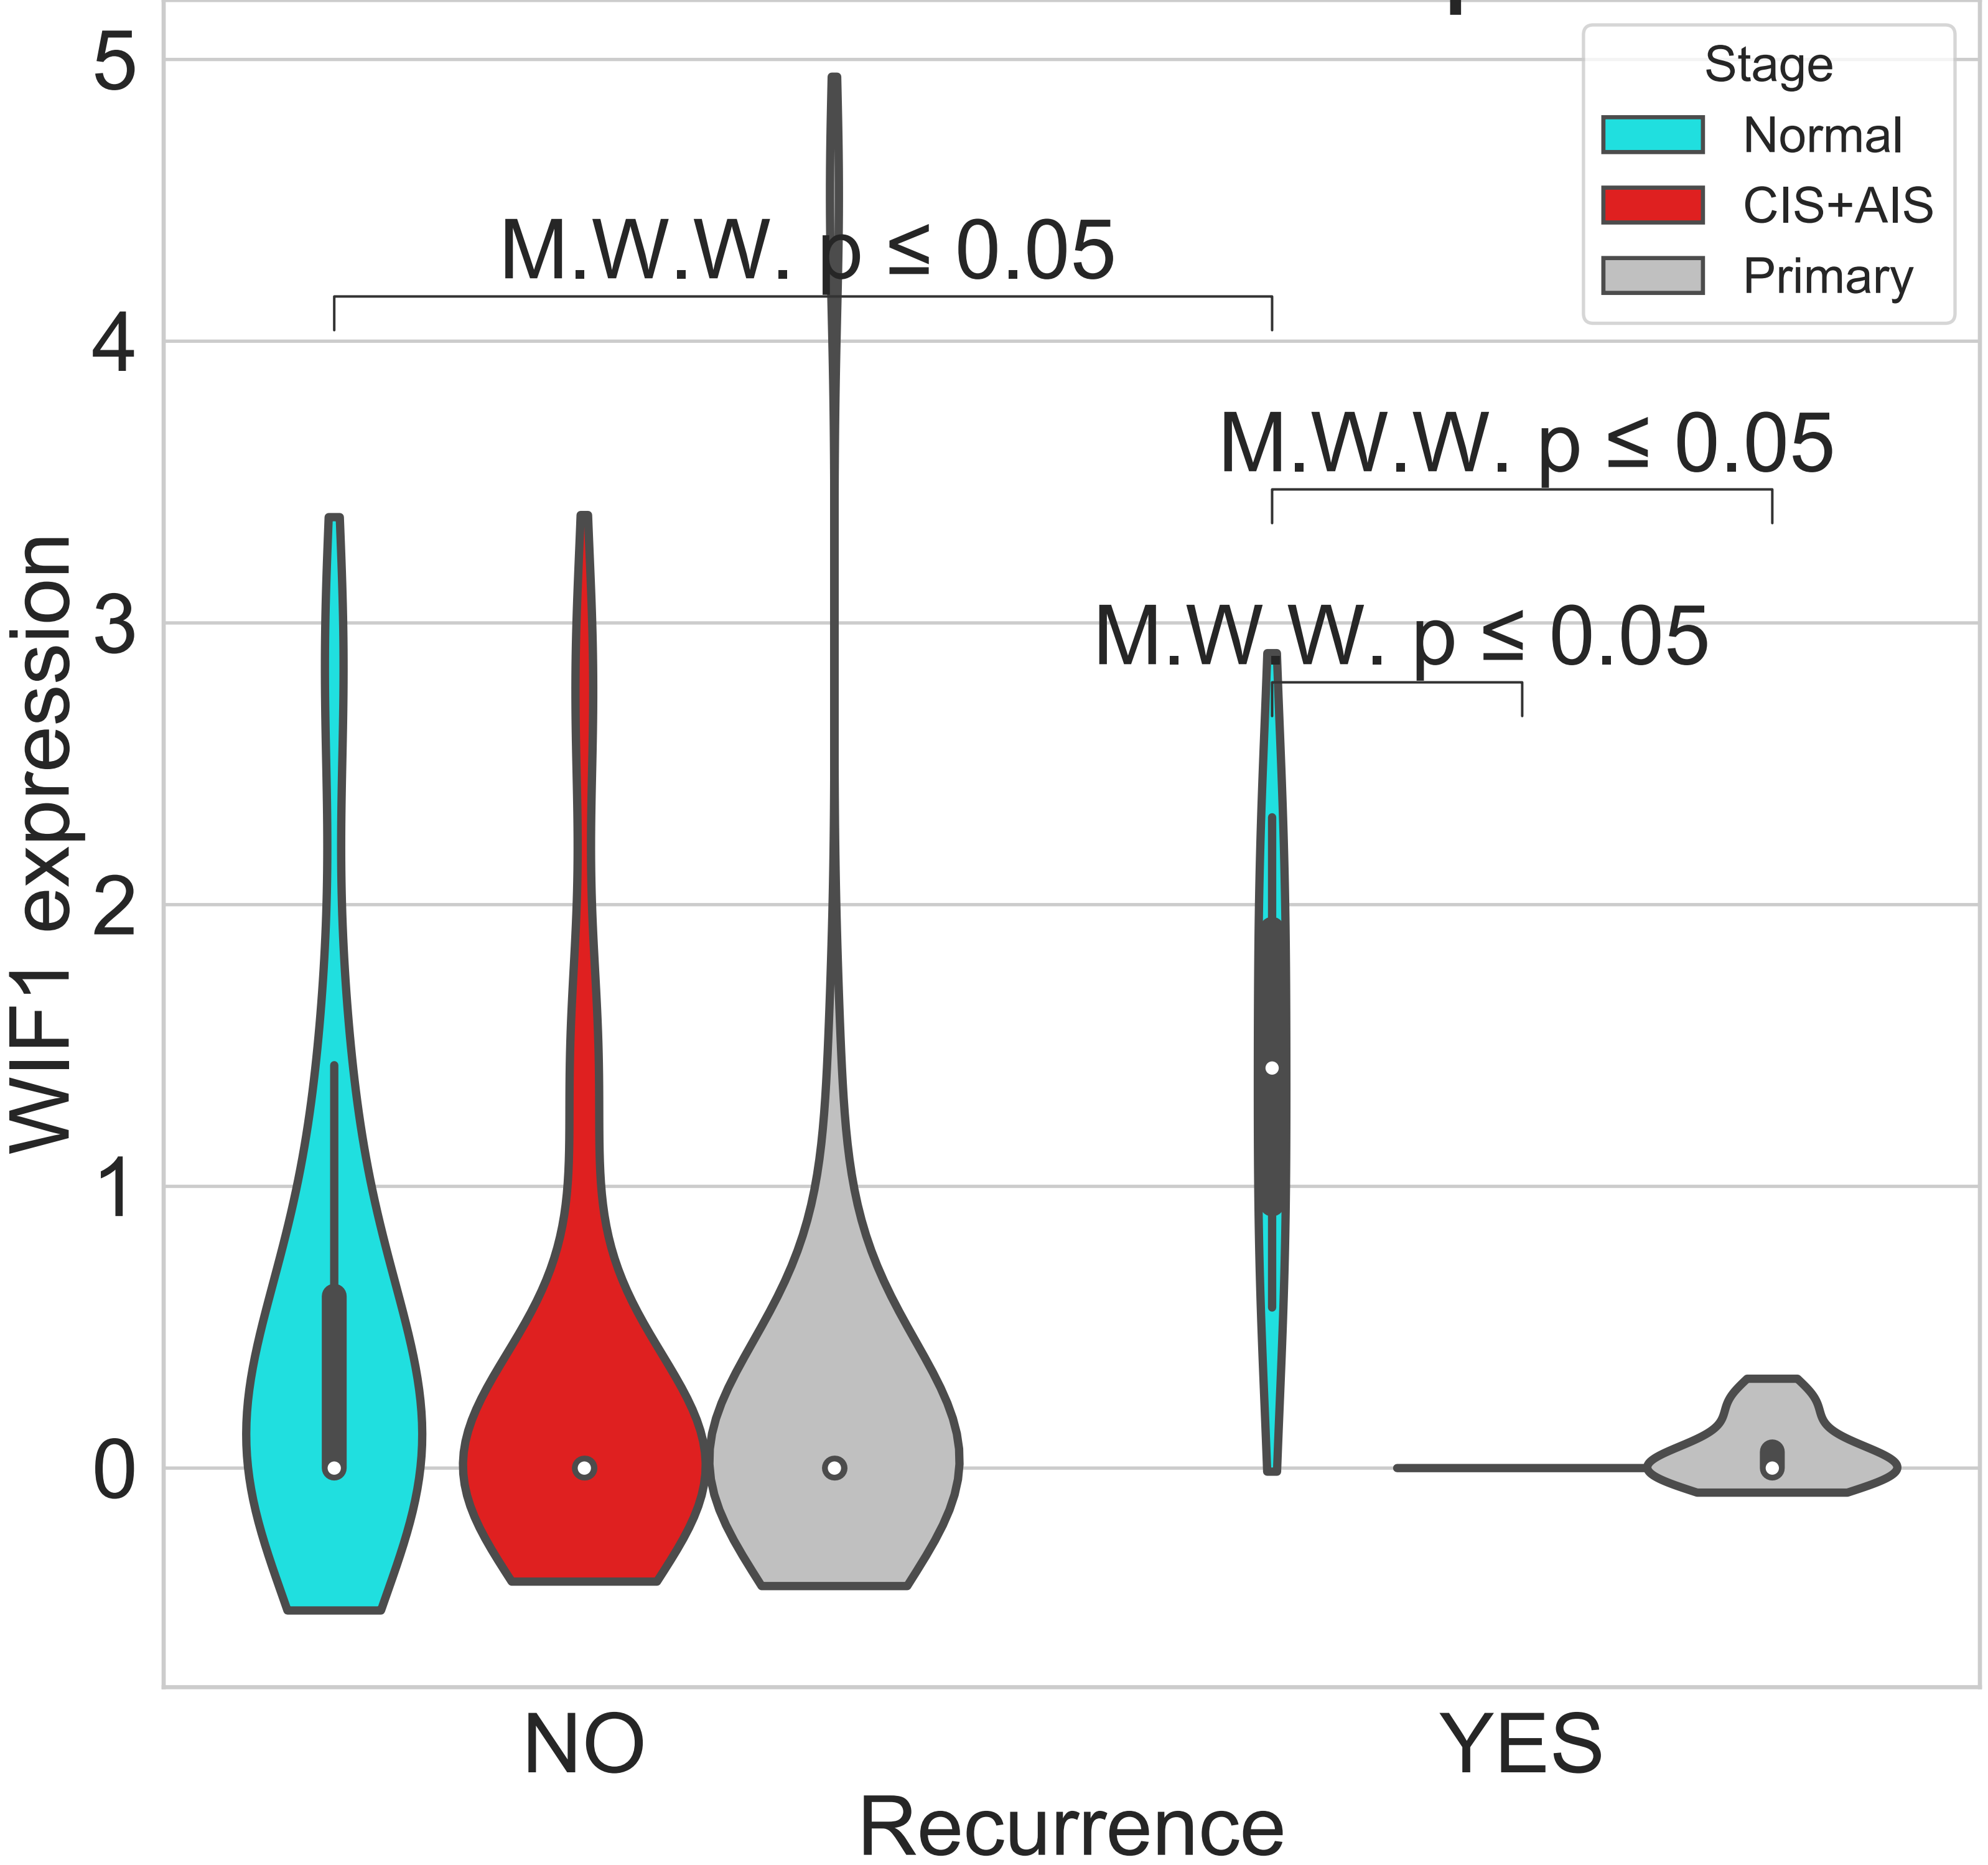 Stage
Normal
CIS+AIS
Primary
M.W.W. p ≤ 0.05
M.W.W. p ≤ 0.05
M.W.W. p ≤ 0.05
WIF1 expression
5
4
3
2
1
0
NO
YES
Recurrence